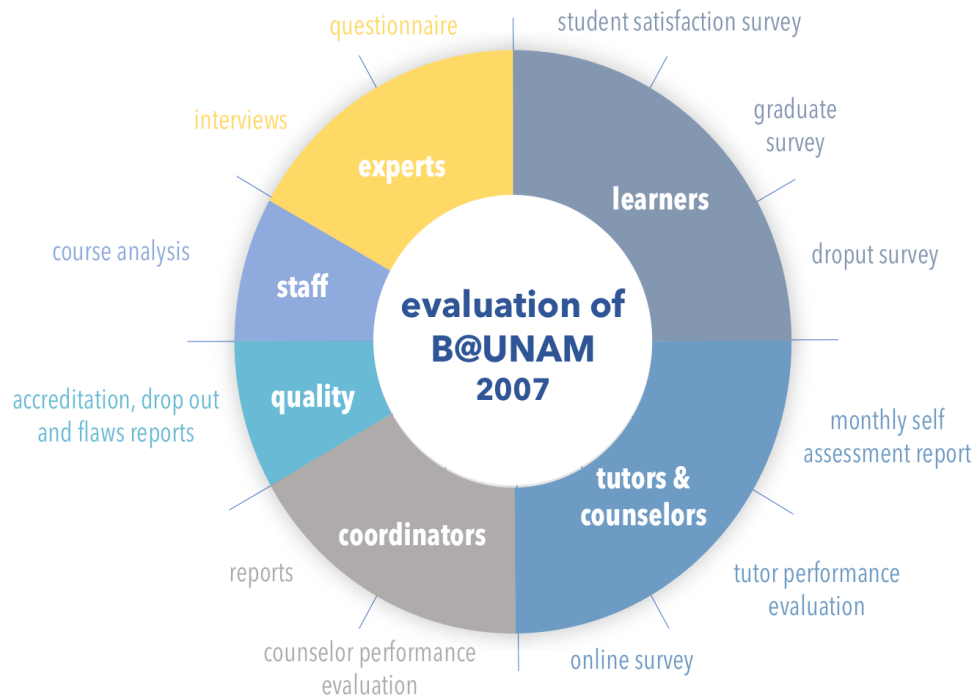 questionnaire
student satisfaction survey
interviews
graduate
survey
experts
learners
course analysis
droput survey
staff
evaluation of
B@UNAM
2007
quality
accreditation, drop out
and flaws reports
monthly self
assessment report
tutors &
counselors
coordinators
reports
tutor performance
evaluation
counselor performance
evaluation
online survey